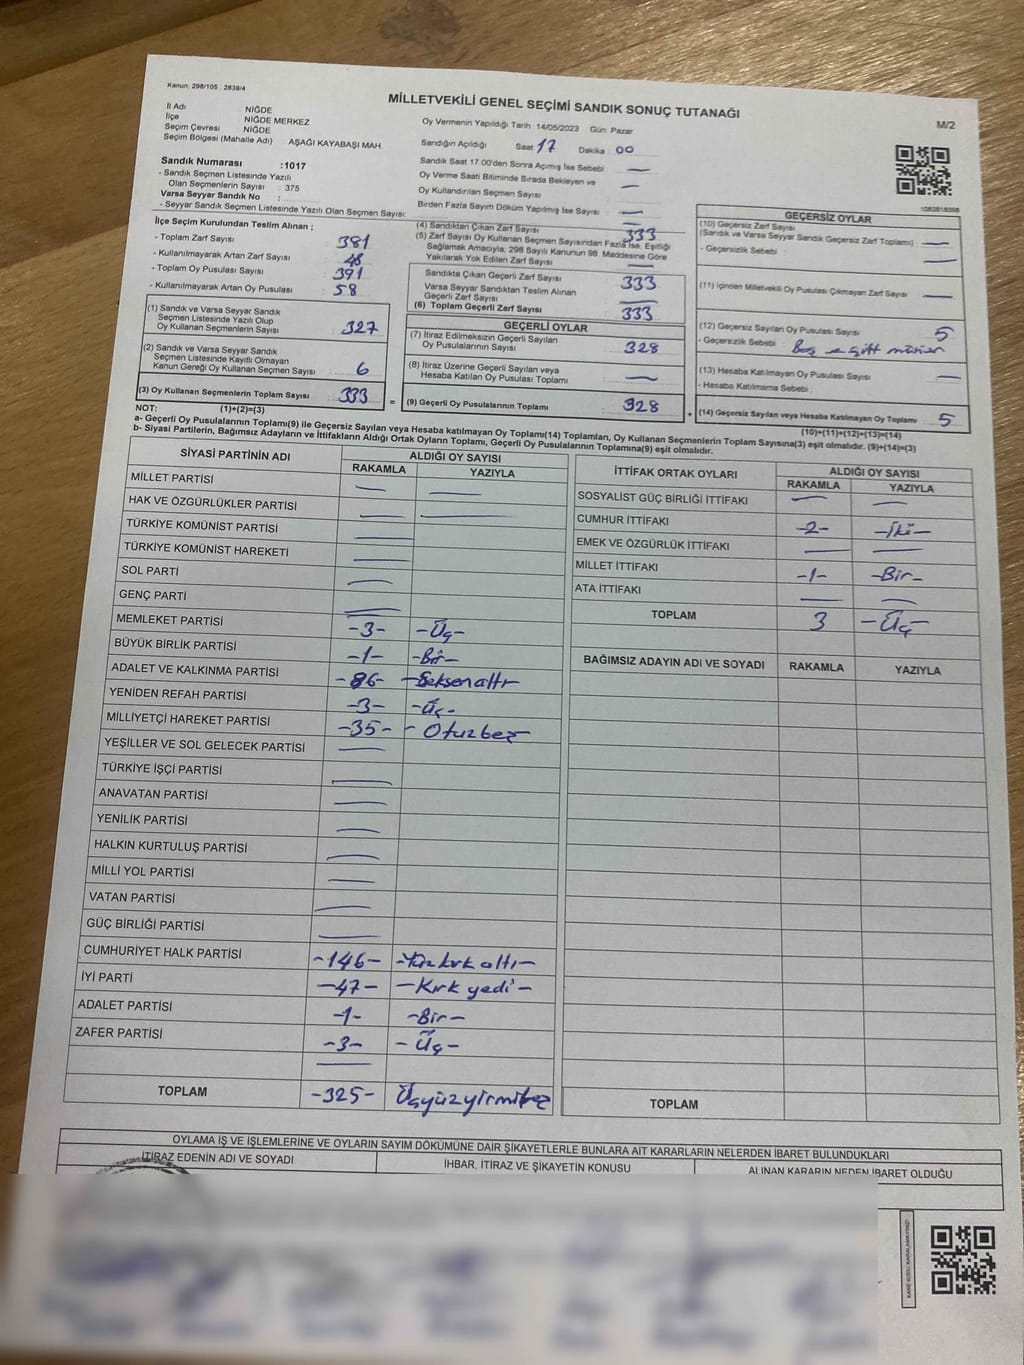 Kanun: 298/105 , 2839/4
MİLLETVEKİLİ GENEL SEÇİMİ SANDIK SONUÇ TUTANAĞI
M/2
İl Adı NİĞDE
İlçe NİĞDE MERKEZ
Seçim Çevresi NİĞDE
Seçim Bölgesi (Mahalle Adı) AŞAĞI KAYABAŞI MAH.
Sandık Numarası :1017
- Sandık Seçmen Listesinde Yazılı
Olan Seçmenlerin Sayısı : 375
Varsa Seyyar Sandık No :
- Seyyar Sandık Seçmen Listesinde Yazılı Olan Seçmen Sayısı:
Oy Vermenin Yapıldığı Tarih :14/05/2023 Gün: Pazar
Sandığın Açıldığı Saat 17 Dakika : 00
Sandık Saat 17:00'den Sonra Açılmış İse Sebebi : —
Oy Verme Saati Bitiminde Sırada Bekleyen ve
Oy Kullandırılan Seçmen Sayısı —
Birden Fazla Sayım Döküm Yapılmış İse Sayısı : —
İlçe Seçim Kurulundan Teslim Alınan ;
- Toplam Zarf Sayısı : 381
- Kullanılmayarak Artan Zarf Sayısı : 48
- Toplam Oy Pusulası Sayısı : 391
- Kullanılmayarak Artan Oy Pusulası : 58
(1) Sandık ve Varsa Seyyar Sandık
Seçmen Listesinde Yazılı Olup
Oy Kullanan Seçmenlerin Sayısı : 327
(2) Sandık ve Varsa Seyyar Sandık
Seçmen Listesinde Kayıtlı Olmayan
Kanun Gereği Oy Kullanan Seçmen Sayısı : 6
(3) Oy Kullanan Seçmenlerin Toplam Sayısı : 333
(4) Sandıktan Çıkan Zarf Sayısı : 333
(5) Zarf Sayısı Oy Kullanan Seçmen Sayısından Fazla İse, Eşitliği
Sağlamak Amacıyla, 298 Sayılı Kanunun 98. Maddesine Göre
Yakılarak Yok Edilen Zarf Sayısı : —
Sandıkta Çıkan Geçerli Zarf Sayısı : 333
Varsa Seyyar Sandıktan Teslim Alınan
Geçerli Zarf Sayısı : —
(6) Toplam Geçerli Zarf Sayısı : 333
GEÇERLİ OYLAR
(7) İtiraz Edilmeksizin Geçerli Sayılan
Oy Pusulalarının Sayısı : 328
(8) İtiraz Üzerine Geçerli Sayılan veya
Hesaba Katılan Oy Pusulası Toplamı : —
= (9) Geçerli Oy Pusulalarının Toplamı : 328
1083818098
GEÇERSİZ OYLAR
(10) Geçersiz Zarf Sayısı
(Sandık ve Varsa Seyyar Sandık Geçersiz Zarf Toplamı) : —
- Geçersizlik Sebebi : —
(11) İçinden Milletvekili Oy Pusulası Çıkmayan Zarf Sayısı : —
(12) Geçersiz Sayılan Oy Pusulası Sayısı : 5
- Geçersizlik Sebebi : Boş ve çift mühür
(13) Hesaba Katılmayan Oy Pusulası Sayısı : —
- Hesaba Katılmama Sebebi :
+ (14) Geçersiz Sayılan veya Hesaba Katılmayan Oy Toplamı : 5
NOT: (1)+(2)=(3)
(10)+(11)+(12)+(13)=(14)
a- Geçerli Oy Pusulalarının Toplamı(9) ile Geçersiz Sayılan veya Hesaba katılmayan Oy Toplamı(14) Toplamları, Oy Kullanan Seçmenlerin Toplam Sayısına(3) eşit olmalıdır. (9)+(14)=(3)
b- Siyasi Partilerin, Bağımsız Adayların ve İttifakların Aldığı Ortak Oyların Toplamı, Geçerli Oy Pusulalarının Toplamına(9) eşit olmalıdır.
SİYASİ PARTİNİN ADI ALDIĞI OY SAYISI
RAKAMLA YAZIYLA
MİLLET PARTİSİ — —
HAK VE ÖZGÜRLÜKLER PARTİSİ — —
TÜRKİYE KOMÜNİST PARTİSİ —
TÜRKİYE KOMÜNİST HAREKETİ —
SOL PARTİ —
GENÇ PARTİ —
MEMLEKET PARTİSİ -3- -Üç-
BÜYÜK BİRLİK PARTİSİ -1- -Bir-
ADALET VE KALKINMA PARTİSİ -86- -Seksenaltı
YENİDEN REFAH PARTİSİ -3- -Üç-
MİLLİYETÇİ HAREKET PARTİSİ -35- - Otuzbeş
YEŞİLLER VE SOL GELECEK PARTİSİ —
TÜRKİYE İŞÇİ PARTİSİ —
ANAVATAN PARTİSİ —
YENİLİK PARTİSİ —
HALKIN KURTULUŞ PARTİSİ —
MİLLİ YOL PARTİSİ —
VATAN PARTİSİ —
GÜÇ BİRLİĞİ PARTİSİ —
CUMHURİYET HALK PARTİSİ -146- -Yüzkırkaltı-
İYİ PARTİ -47- -Kırkyedi-
ADALET PARTİSİ -1- -Bir-
ZAFER PARTİSİ -3- -Üç-
—
TOPLAM -325- Üçyüzyirmibeş
İTTİFAK ORTAK OYLARI ALDIĞI OY SAYISI
RAKAMLA YAZIYLA
SOSYALİST GÜÇ BİRLİĞİ İTTİFAKI — —
CUMHUR İTTİFAKI -2- -İki-
EMEK VE ÖZGÜRLÜK İTTİFAKI — —
MİLLET İTTİFAKI -1- -Bir-
ATA İTTİFAKI — —
TOPLAM 3 -Üç-
BAĞIMSIZ ADAYIN ADI VE SOYADI RAKAMLA YAZIYLA
TOPLAM
OYLAMA İŞ VE İŞLEMLERİNE VE OYLARIN SAYIM DÖKÜMÜNE DAİR ŞİKAYETLERLE BUNLARA AİT KARARLARIN NELERDEN İBARET BULUNDUKLARI
İTİRAZ EDENİN ADI VE SOYADI İHBAR, İTİRAZ VE ŞİKAYETİN KONUSU ALINAN KARARIN NEDEN İBARET OLDUĞU